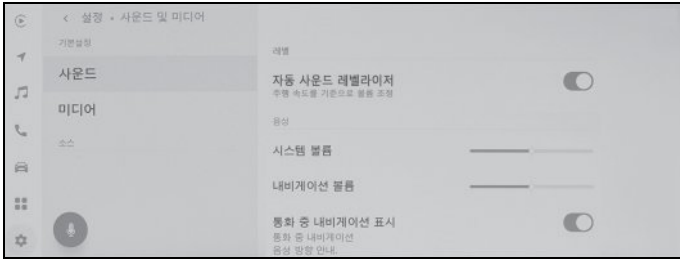 설정 • 사운드 및 미디어
기본설정
사운드
미디어
소스
레벨
자동 사운드 레벨라이저
주행 속도를 기준으로 볼륨 조정
음성
시스템 볼륨
내비게이션 볼륨
통화 중 내비게이션 표시
통화 중 내비게이션
음성 방향 안내.